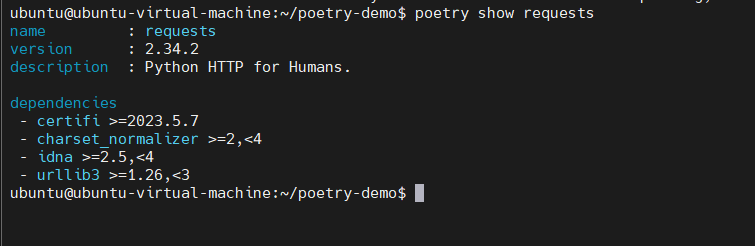 ubuntu@ubuntu-virtual-machine:~/poetry-demo$ poetry show requests
name         : requests
version      : 2.34.2
description  : Python HTTP for Humans.

dependencies
 - certifi >=2023.5.7
 - charset_normalizer >=2,<4
 - idna >=2.5,<4
 - urllib3 >=1.26,<3
ubuntu@ubuntu-virtual-machine:~/poetry-demo$